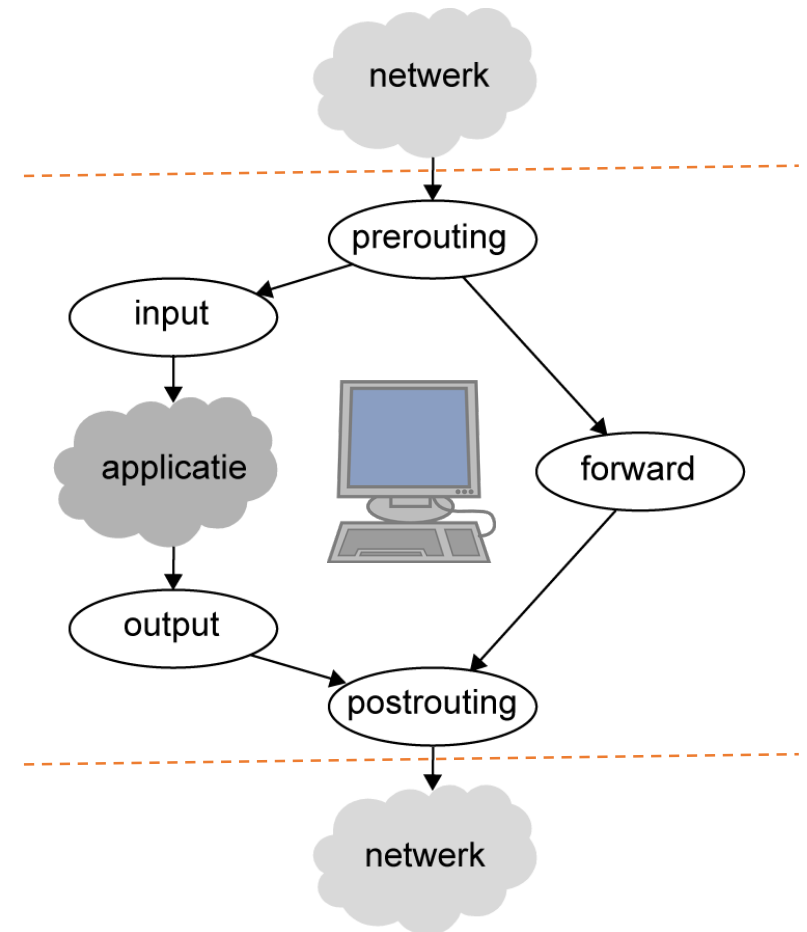 netwerk
prerouting
input
applicatie
forward
output
postrouting
netwerk